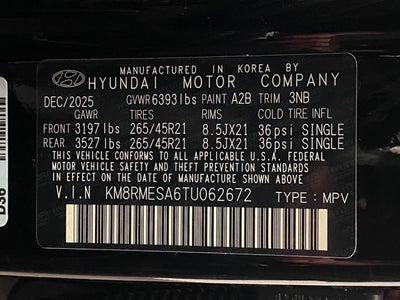 MANUFACTURED IN KOREA BY
HYUNDAI MOTOR COMPANY
DEC/2025 GVWR 6393lbs PAINT A2B TRIM 3NB
GAWR TIRES RIMS COLD TIRE INFL
FRONT 3197 lbs 265/45R21 8.5JX21 36psi SINGLE
REAR 3527 lbs 265/45R21 8.5JX21 36psi SINGLE
THIS VEHICLE CONFORMS TO ALL APPLICABLE U.S. FEDERAL MOTOR
VEHICLE SAFETY AND THEFT PREVENTION STANDARDS IN
EFFECT ON THE DATE OF MANUFACTURE SHOWN ABOVE
V.I.N KM8RMESA6TU062672 TYPE : MPV
D36